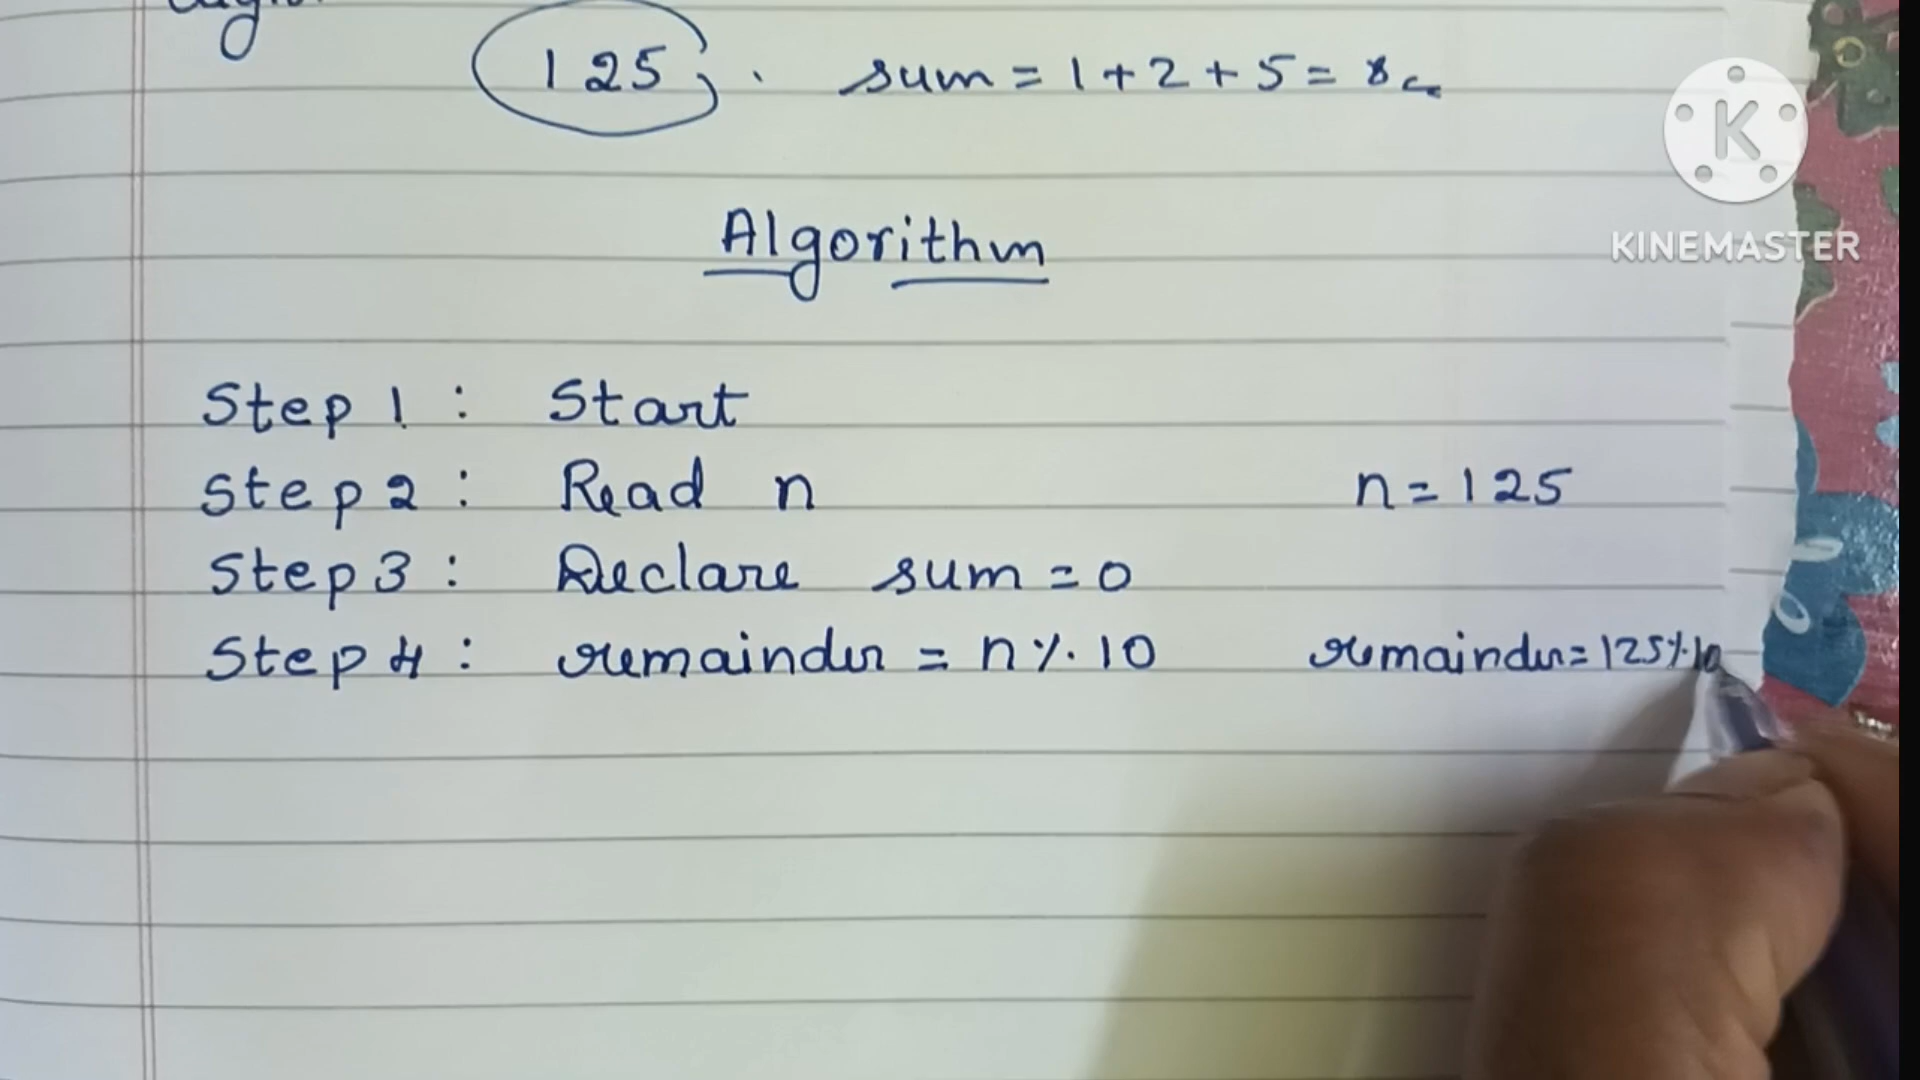 125, . sum = 1+2+5 = 8
K
KINEMASTER
Algorithm
Step 1 : Start
Step 2 : Read n n = 125
Step 3 : Declare sum = 0
Step 4 : remainder = n % 10 remainder = 125 % 10